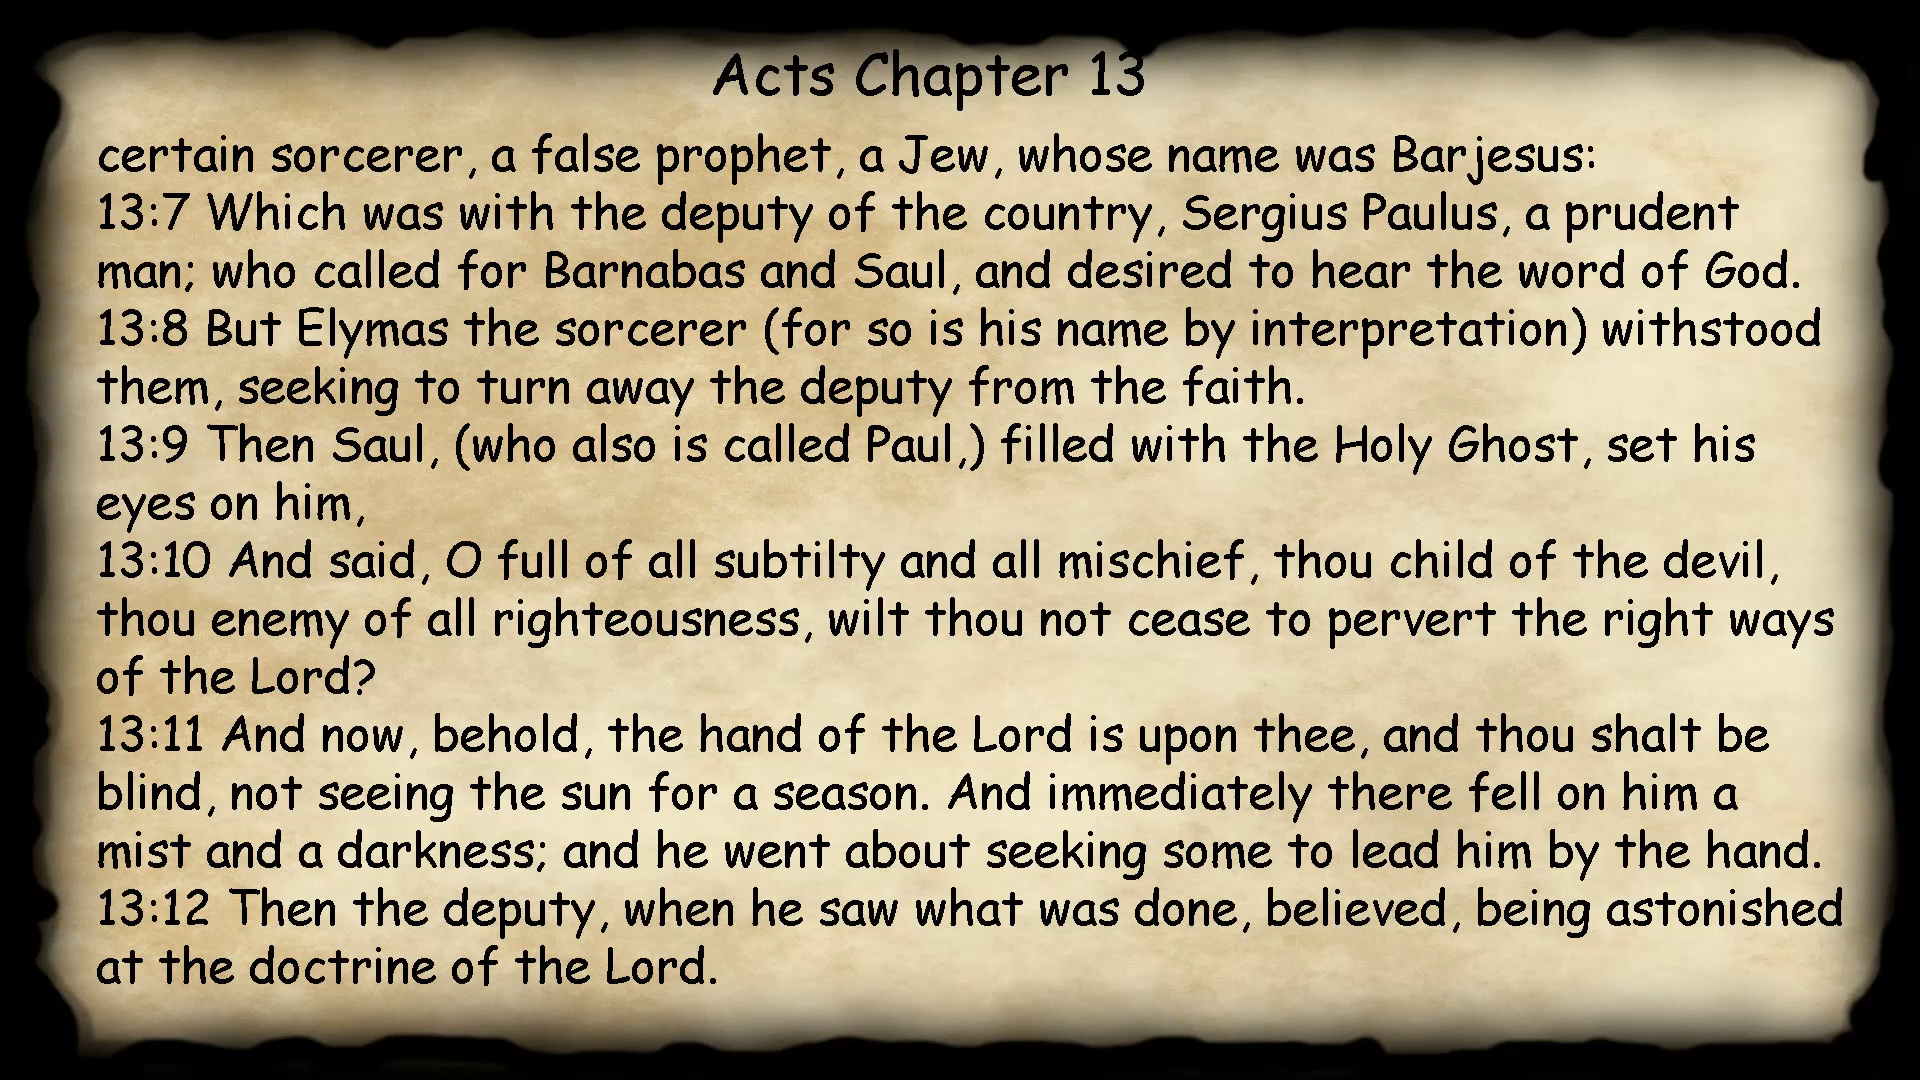 Acts Chapter 13
certain sorcerer, a false prophet, a Jew, whose name was Barjesus:
13:7 Which was with the deputy of the country, Sergius Paulus, a prudent
man; who called for Barnabas and Saul, and desired to hear the word of God.
13:8 But Elymas the sorcerer (for so is his name by interpretation) withstood
them, seeking to turn away the deputy from the faith.
13:9 Then Saul, (who also is called Paul,) filled with the Holy Ghost, set his
eyes on him,
13:10 And said, O full of all subtilty and all mischief, thou child of the devil,
thou enemy of all righteousness, wilt thou not cease to pervert the right ways
of the Lord?
13:11 And now, behold, the hand of the Lord is upon thee, and thou shalt be
blind, not seeing the sun for a season. And immediately there fell on him a
mist and a darkness; and he went about seeking some to lead him by the hand.
13:12 Then the deputy, when he saw what was done, believed, being astonished
at the doctrine of the Lord.